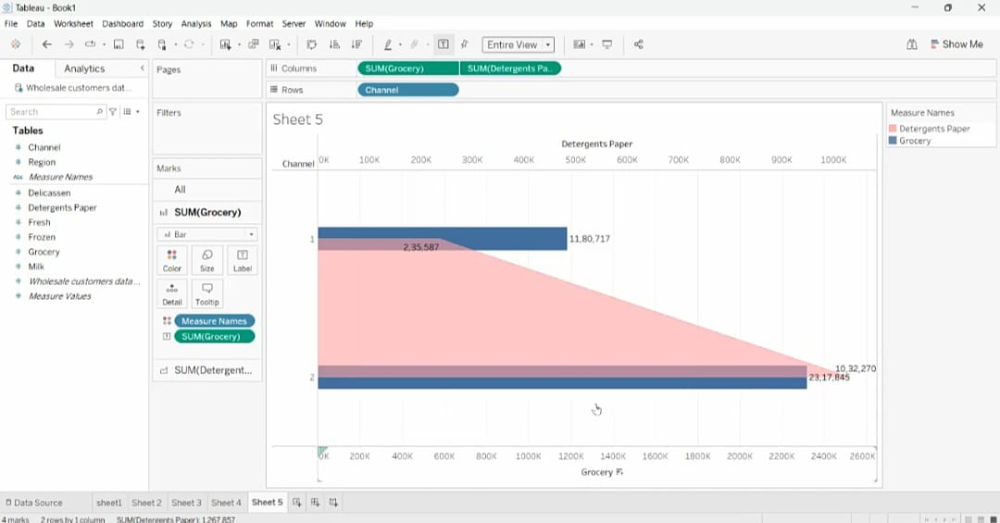 Tableau - Book1
File Data Worksheet Dashboard Story Analysis Map Format Server Window Help
Entire View
Show Me
Data Analytics
Pages
Columns SUM(Grocery) SUM(Detergents Pa..
Wholesale customers dat...
Rows Channel
Search
Filters
Tables
Channel
Region
Abc Measure Names
Delicassen
Detergents Paper
Fresh
Frozen
Grocery
Milk
Wholesale customers data...
Measure Values
Marks
All
SUM(Grocery)
Bar
Color Size Label
Detail Tooltip
Measure Names
SUM(Grocery)
SUM(Detergent...
Sheet 5
Detergents Paper
Channel 0K 100K 200K 300K 400K 500K 600K 700K 800K 900K 1000K
1 11,80,717
2,35,587
10,32,270
2 23,17,845
0K 200K 400K 600K 800K 1000K 1200K 1400K 1600K 1800K 2000K 2200K 2400K 2600K
Grocery
Measure Names
Detergents Paper
Grocery
Data Source sheet1 Sheet 2 Sheet 3 Sheet 4 Sheet 5
4 marks 2 rows by 1 column SUM(Detergents Paper): 1,267,857